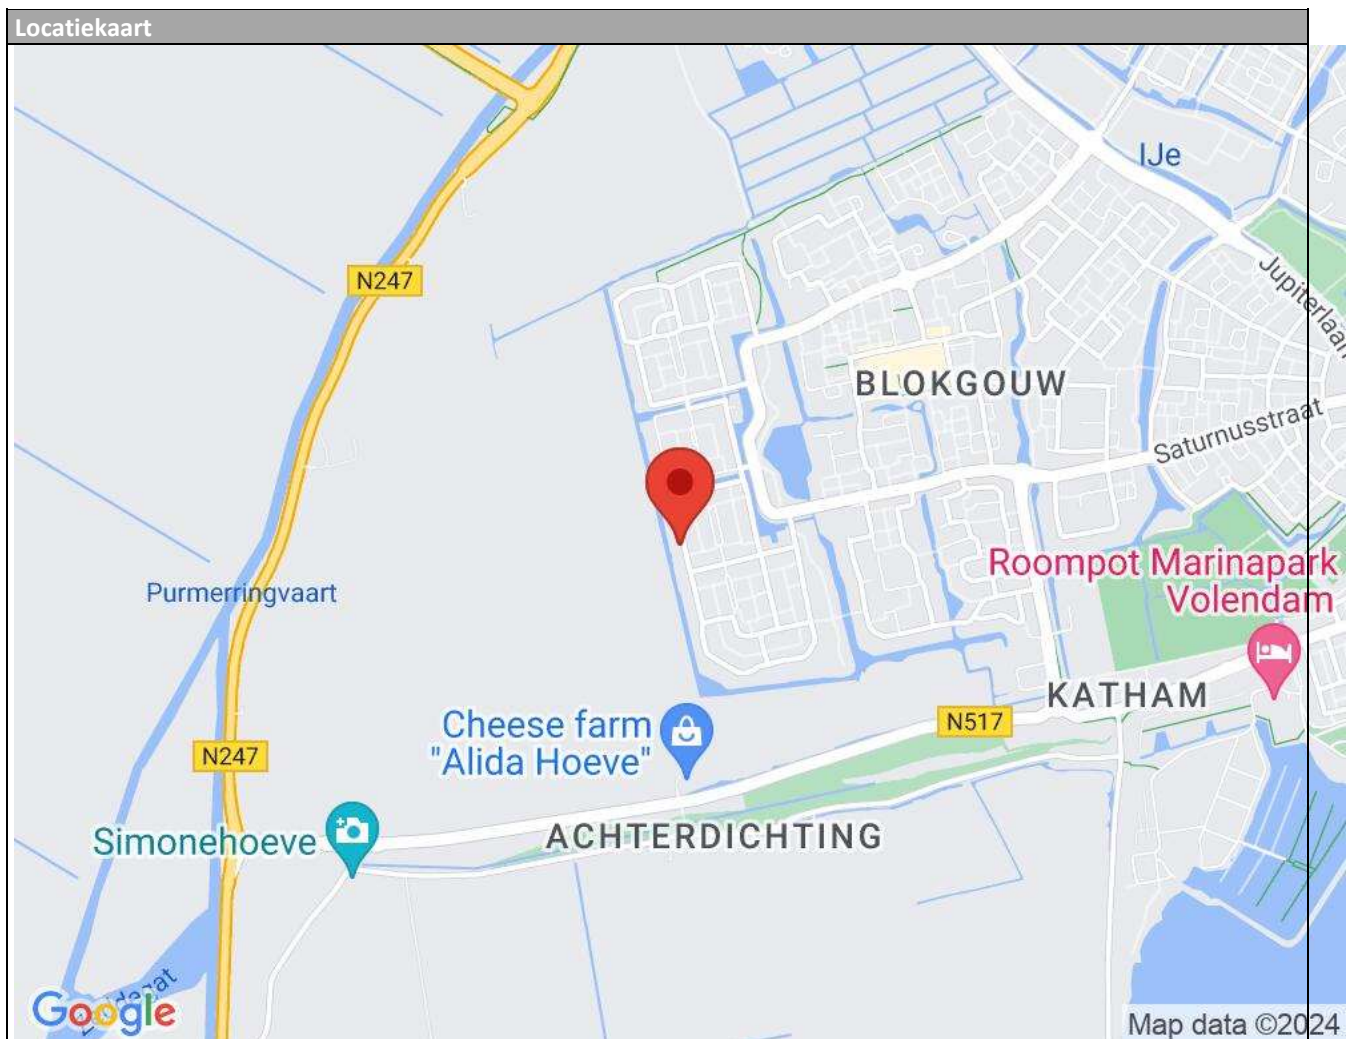 Locatiekaart
IJe
N247
Jupiterlaan
BLOKGOUW
Saturnusstraat
Roompot Marinapark
Volendam
Purmerringvaart
KATHAM
Cheese farm
"Alida Hoeve"
N517
N247
Simonehoeve
ACHTERDICHTING
Google
Map data ©2024